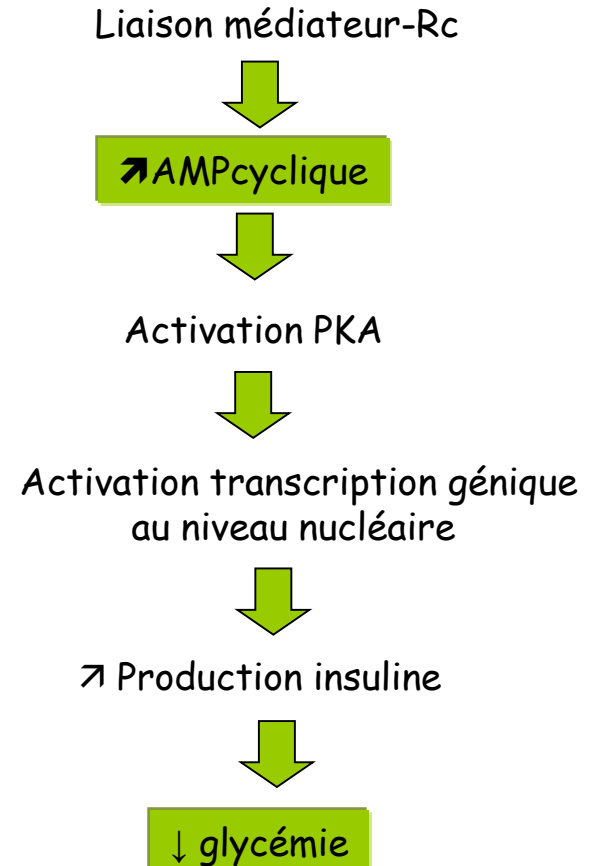 Liaison médiateur-Rc
↗AMPcyclique
Activation PKA
Activation transcription génique
au niveau nucléaire
↗ Production insuline
↓ glycémie